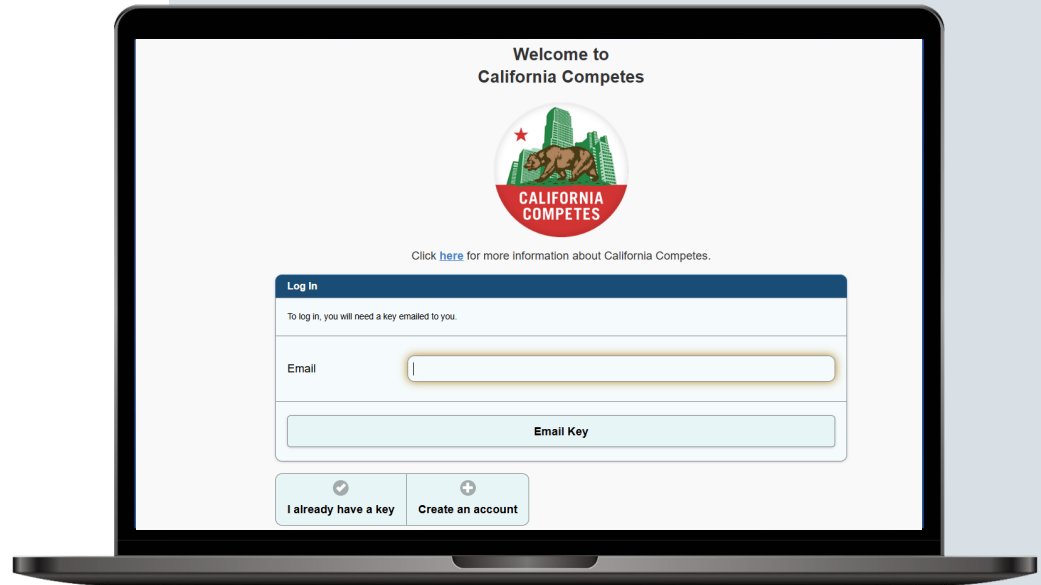 Welcome to
California Competes
CALIFORNIA
COMPETES
Click here for more information about California Competes.
Log In
To log in, you will need a key emailed to you.
Email
Email Key
I already have a key
Create an account